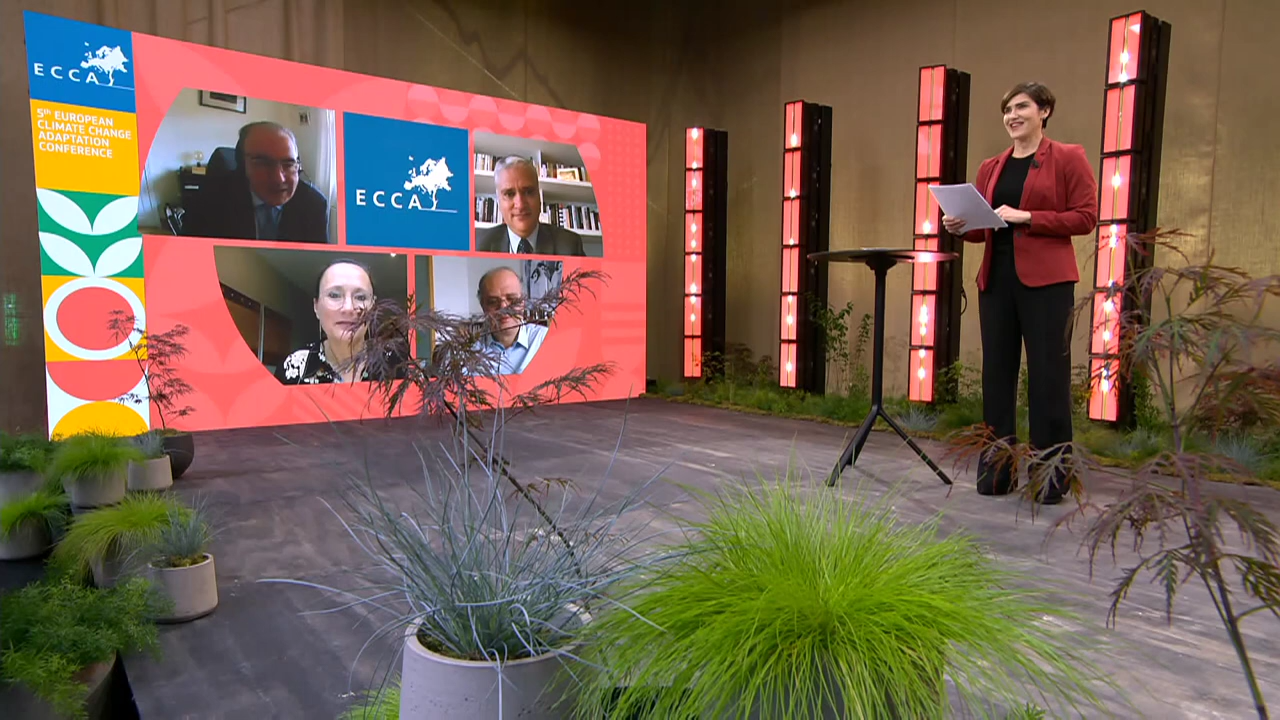 ECCA
5th EUROPEAN
CLIMATE CHANGE
ADAPTATION
CONFERENCE
ECCA